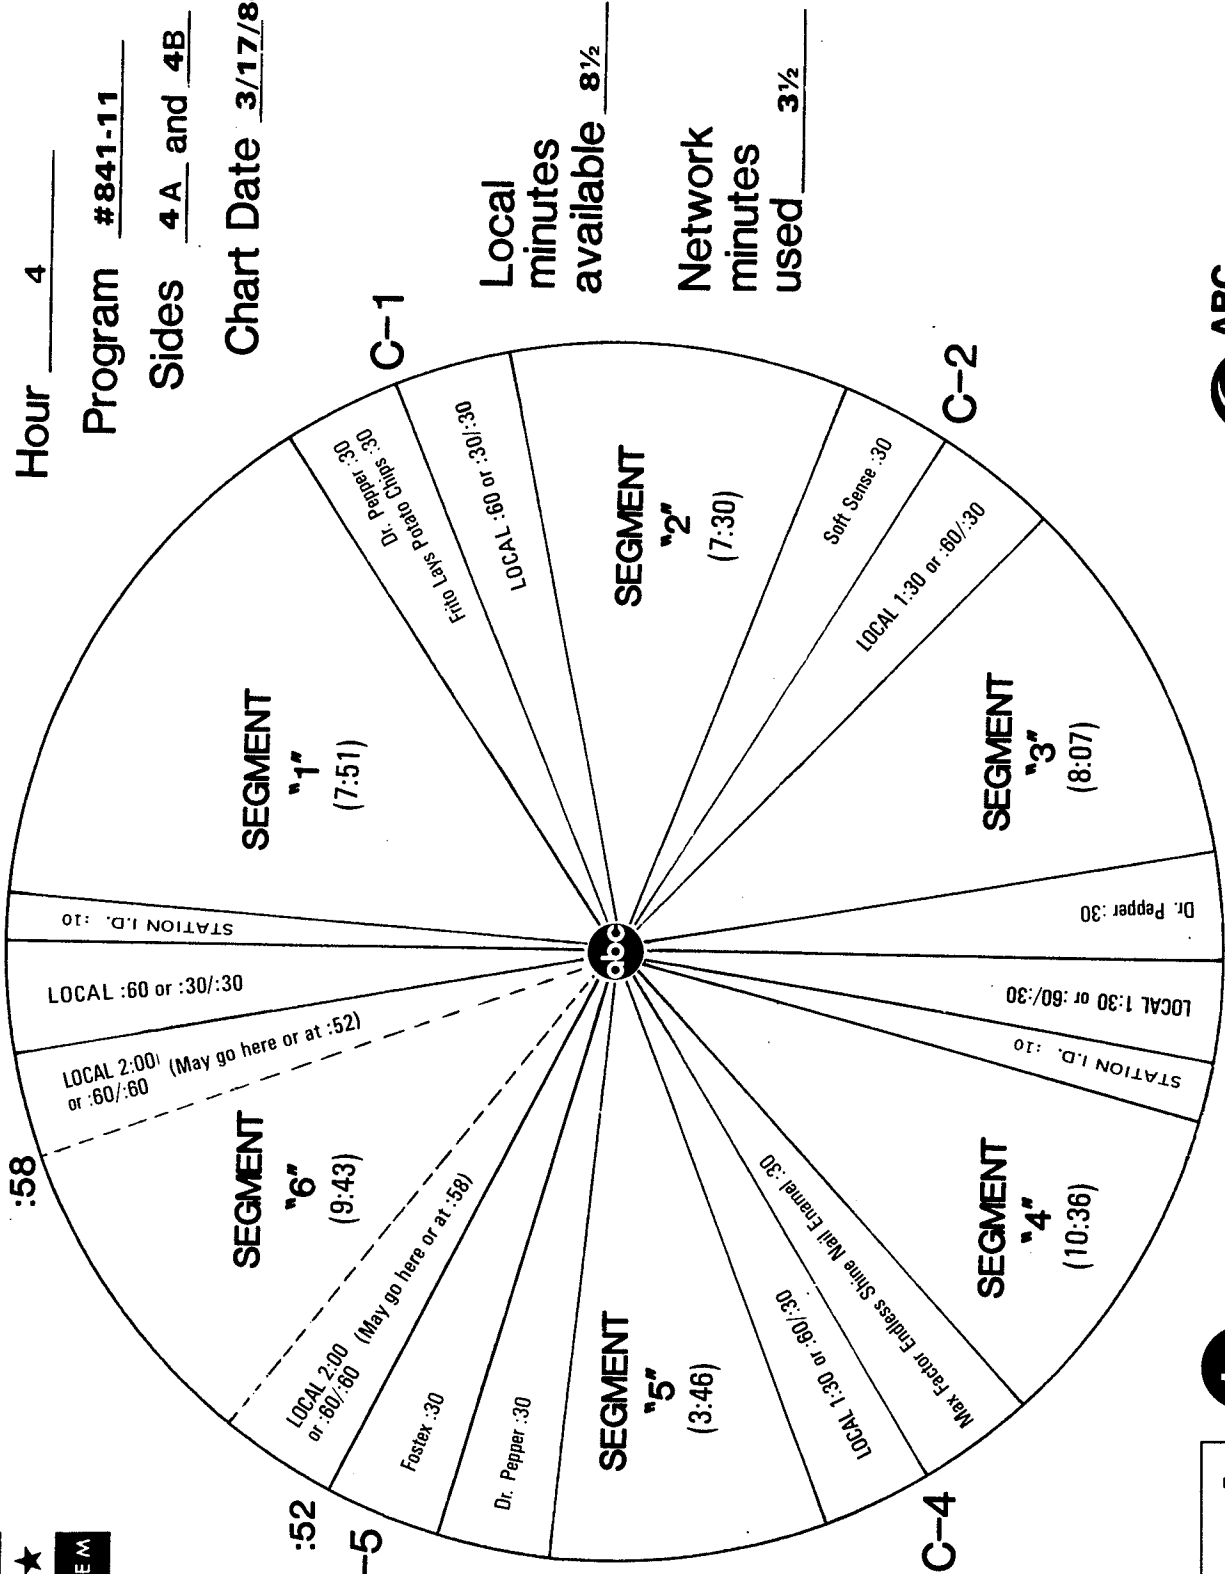 Hour 4
Program #841-11
Sides 4A and 4B
Chart Date 3/17/8
Local
minutes
available 8½
Network
minutes
used 3½
STATION I.D. :10
SEGMENT
"1"
(7:51)
Dr. Pepper :30
Frito Lays Potato Chips :30
C-1
LOCAL :60 or :30/:30
SEGMENT
"2"
(7:30)
Soft Sense :30
C-2
LOCAL 1:30 or :60/:30
SEGMENT
"3"
(8:07)
Dr. Pepper :30
LOCAL 1:30 or :60/:30
STATION I.D. :10
SEGMENT
"4"
(10:36)
Max Factor Endless Shine Nail Enamel :30
C-4
LOCAL 1:30 or :60/:30
SEGMENT
"5"
(3:46)
Dr. Pepper :30
Fostex :30
-5
:52
LOCAL 2:00 (May go here or at :58)
or :60/:60
SEGMENT
"6"
(9:43)
:58
LOCAL 2:00 (May go here or at :52)
or :60/:60
LOCAL :60 or :30/:30
abc
ABC
EW